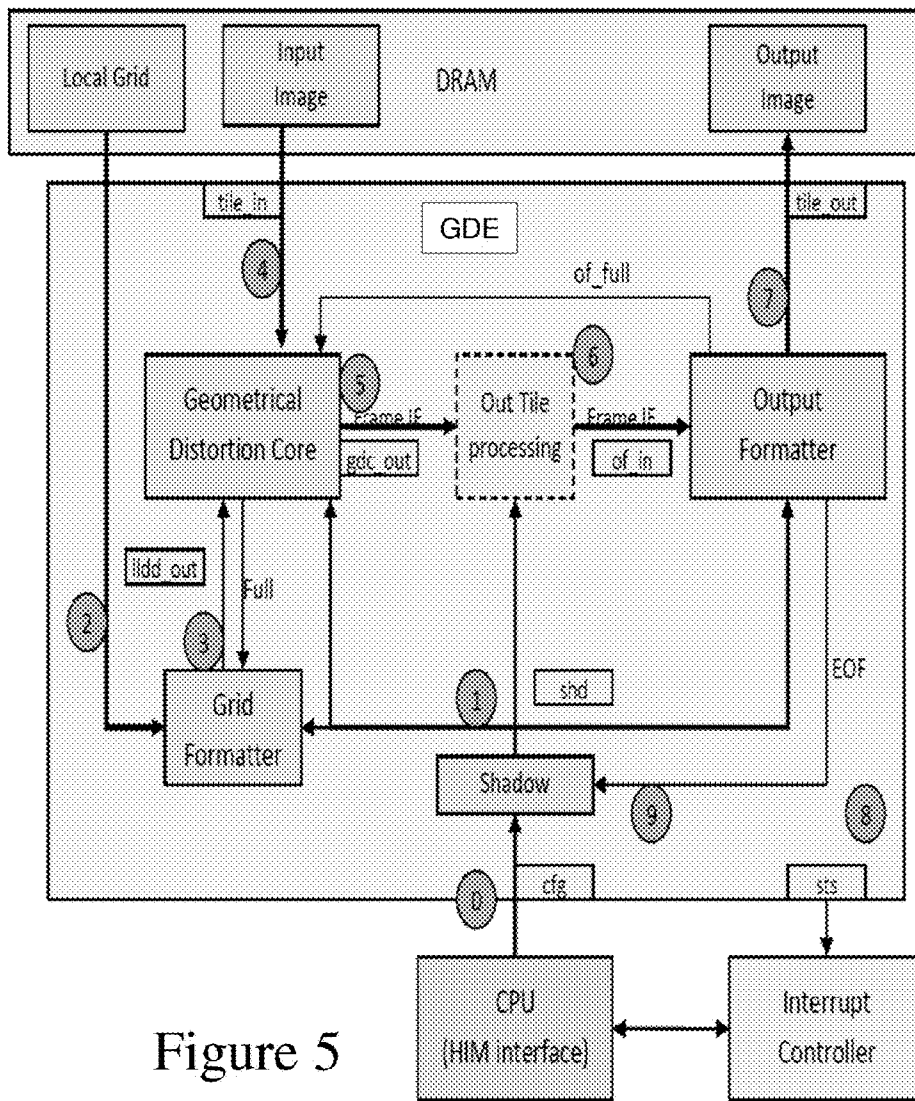 Local Grid
Input
Image
DRAM
Output
Image
tile_in
GDE
tile_out
4
of_full
7
5
6
Geometrical
Distortion Core
Frame IF
gdc_out
Out Tile
processing
Frame IF
of_in
Output
Formatter
lldd_out
Full
2
3
1
shd
EOF
Grid
Formatter
Shadow
9
8
0
cfg
sts
CPU
(HIM interface)
Interrupt
Controller
Figure 5